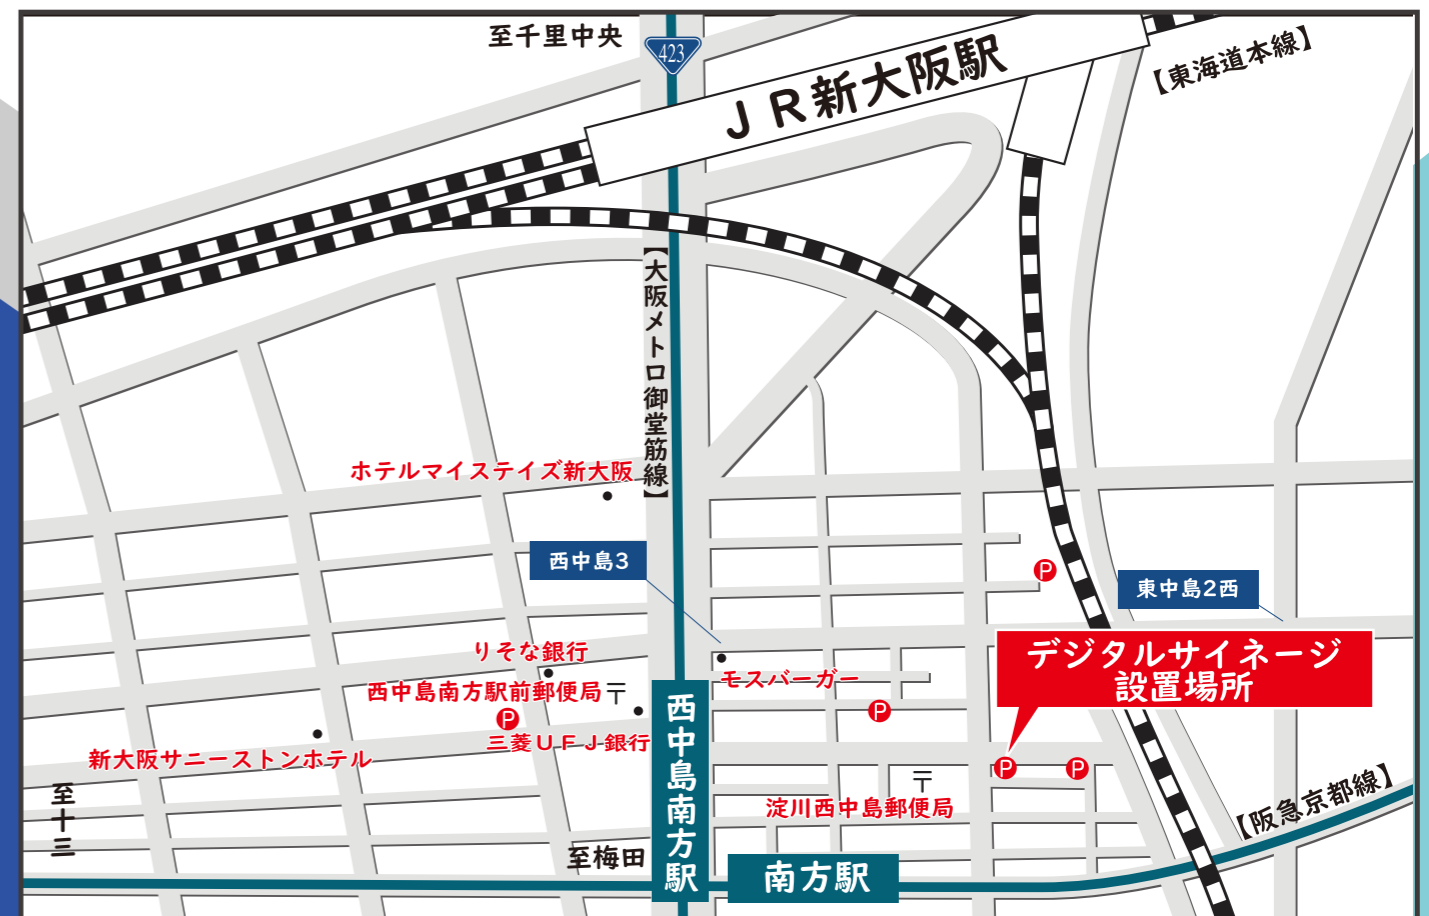 至千里中央
423
JR新大阪駅
【東海道本線】
【大阪メトロ御堂筋線】
ホテルマイステイズ新大阪
西中島3
P
東中島2西
りそな銀行
西中島南方駅前郵便局
〒
P
三菱UFJ銀行
モスバーガー
P
デジタルサイネージ
設置場所
新大阪サニーストンホテル
西中島南方駅
P
P
〒
淀川西中島郵便局
至十三
至梅田
南方駅
【阪急京都線】